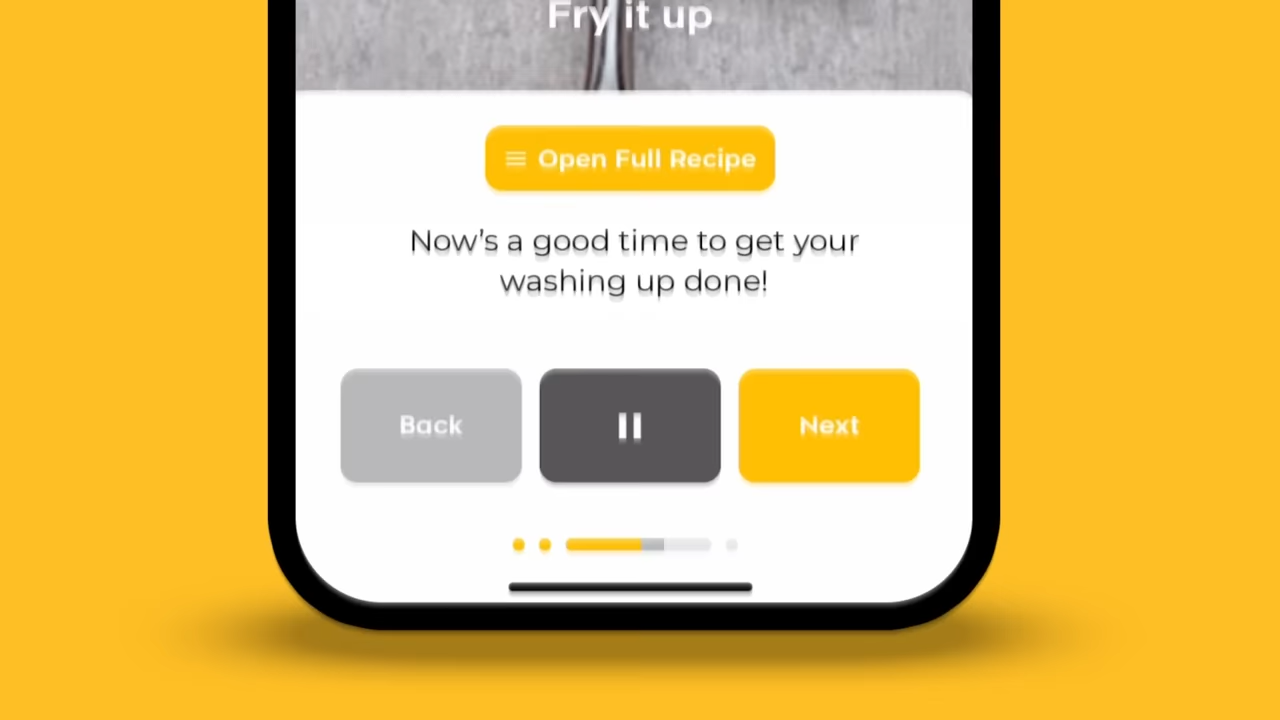 Fry it up
Open Full Recipe
Now's a good time to get your
washing up done!
Back
Next